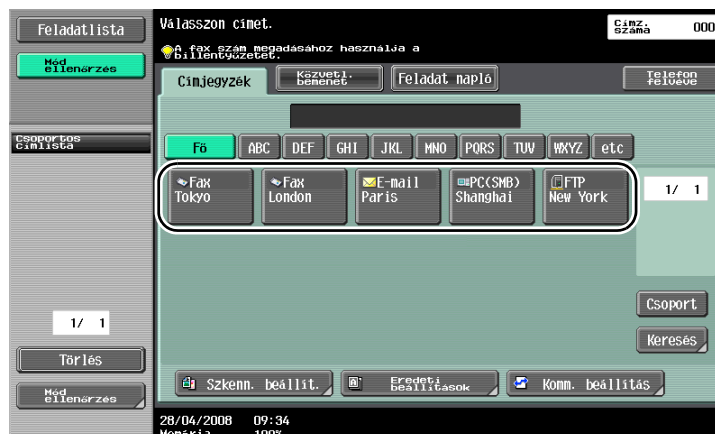 Feladatlista
Mód
ellenőrzés
Csoportos
címlista
1/ 1
Törlés
Mód
ellenőrzés
Válasszon címet.
Címz.
száma 000
A fax szám megadásához használja a
billentyűzetet.
Címjegyzék
Közvetl.
bemenet
Feladat napló
Telefon
felvéve
Fő ABC DEF GHI JKL MNO PQRS TUV WXYZ etc
Fax
Tokyo
Fax
London
E-mail
Paris
PC(SMB)
Shanghai
FTP
New York
1/ 1
Csoport
Keresés
Szkenn. beállít.
Eredeti
beállítások
Komm. beállítás
28/04/2008 09:34
Memória 100%